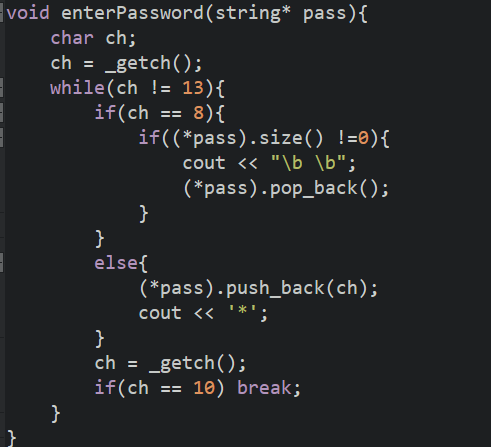 void enterPassword(string* pass){
    char ch;
    ch = _getch();
    while(ch != 13){
        if(ch == 8){
            if((*pass).size() !=0){
                cout << "\b \b";
                (*pass).pop_back();
            }
        }
        else{
            (*pass).push_back(ch);
            cout << '*';
        }
        ch = _getch();
        if(ch == 10) break;
    }
}